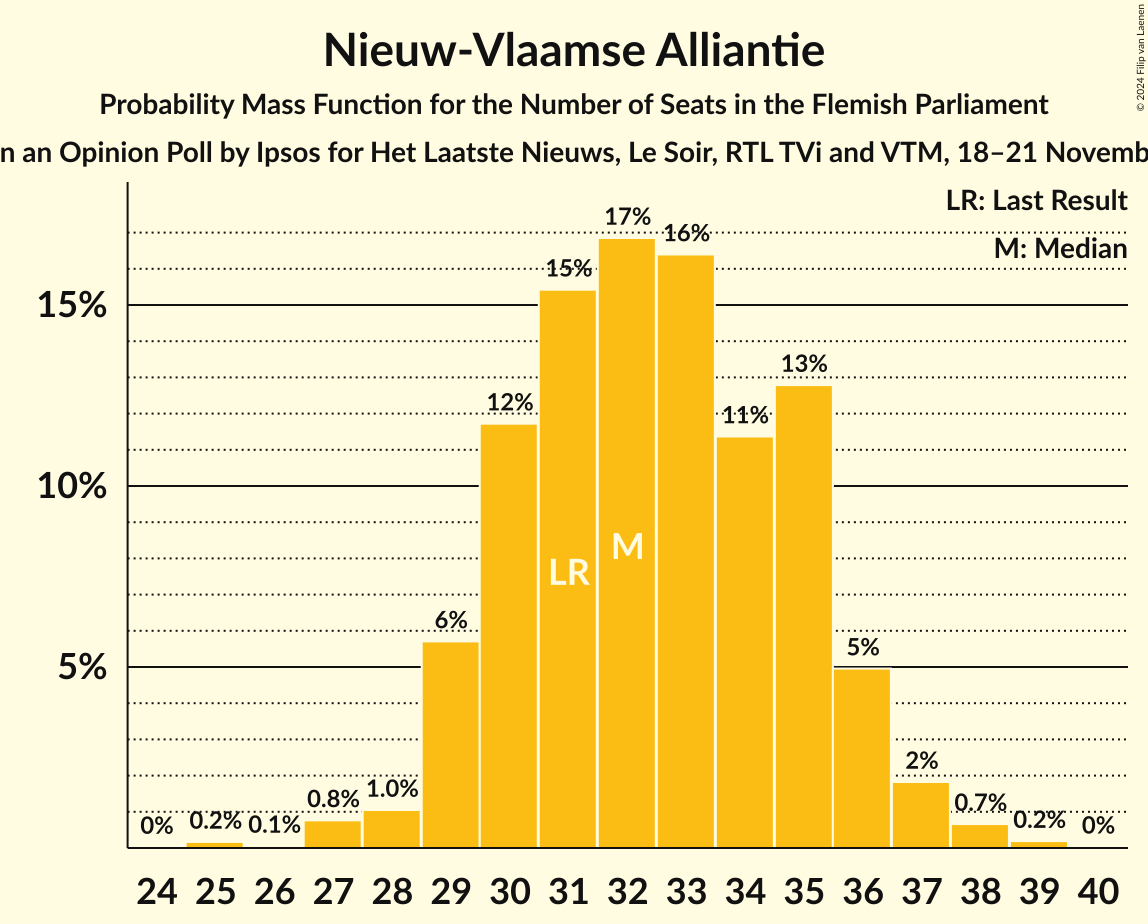 © 2024 Filip van Laenen
Nieuw-Vlaamse Alliantie
Probability Mass Function for the Number of Seats in the Flemish Parliament
n an Opinion Poll by Ipsos for Het Laatste Nieuws, Le Soir, RTL TVi and VTM, 18–21 Novemb
LR: Last Result
M: Median
17%
16%
15%
15%
13%
12%
11%
10%
LR
M
6%
5%
5%
2%
1.0%
0.8%
0.7%
0% 0.2% 0.1% 0.2% 0%
24 25 26 27 28 29 30 31 32 33 34 35 36 37 38 39 40